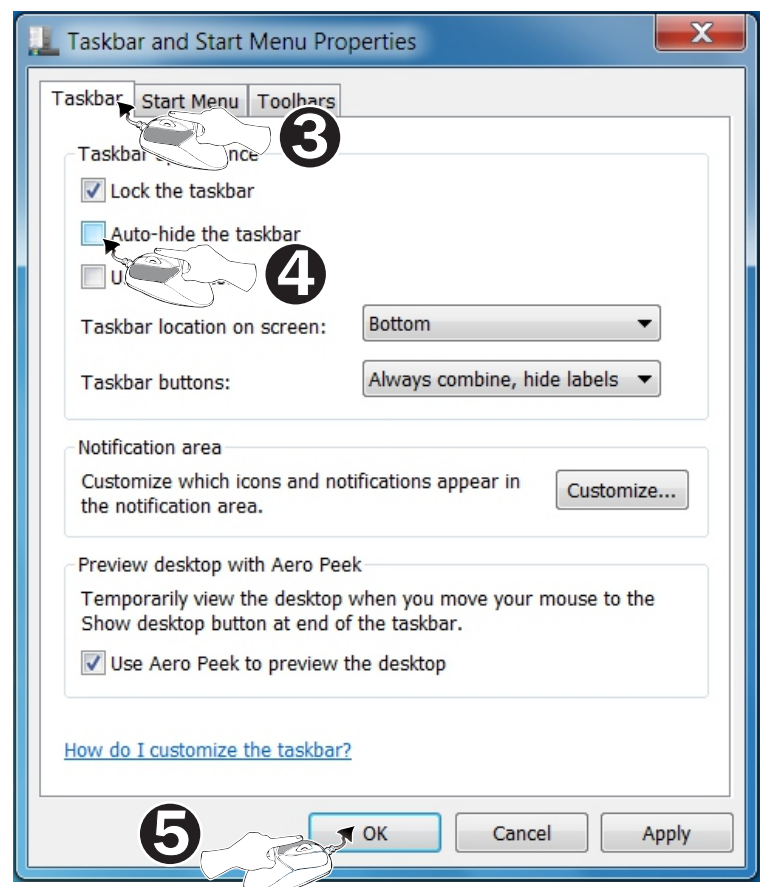 Taskbar and Start Menu Properties
X
Taskbar Start Menu Toolbars
3
Taskbar
Lock the taskbar
Auto-hide the taskbar
4
Taskbar location on screen: Bottom
Taskbar buttons: Always combine, hide labels
Notification area
Customize which icons and notifications appear in
the notification area.
Customize...
Preview desktop with Aero Peek
Temporarily view the desktop when you move your mouse to the
Show desktop button at end of the taskbar.
Use Aero Peek to preview the desktop
How do I customize the taskbar?
5
OK Cancel Apply